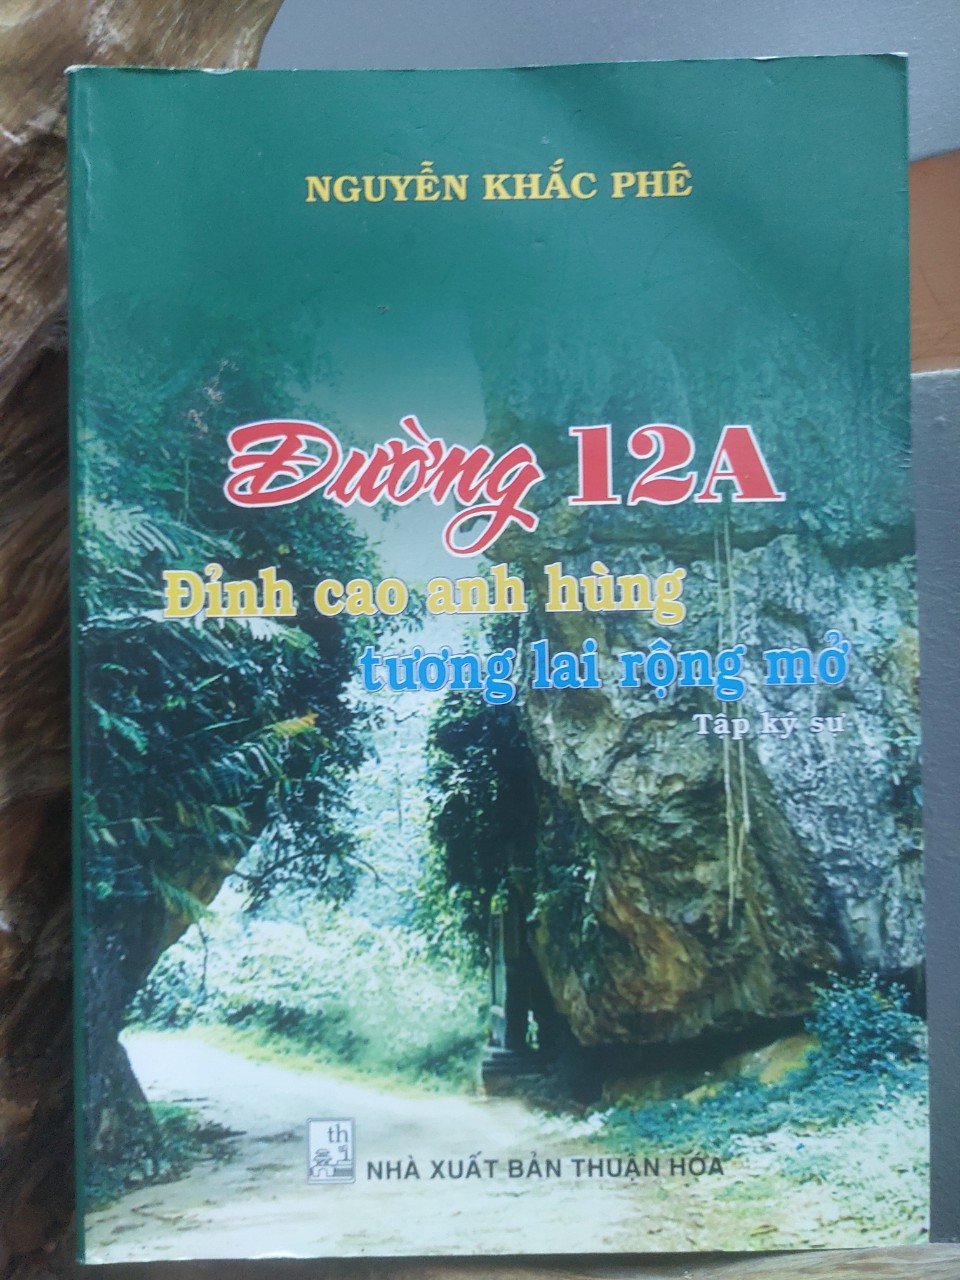 NGUYỄN KHẮC PHÊ
Đường 12A
Đỉnh cao anh hùng
tương lai rộng mở
Tập ký sự
th
NHÀ XUẤT BẢN THUẬN HÓA